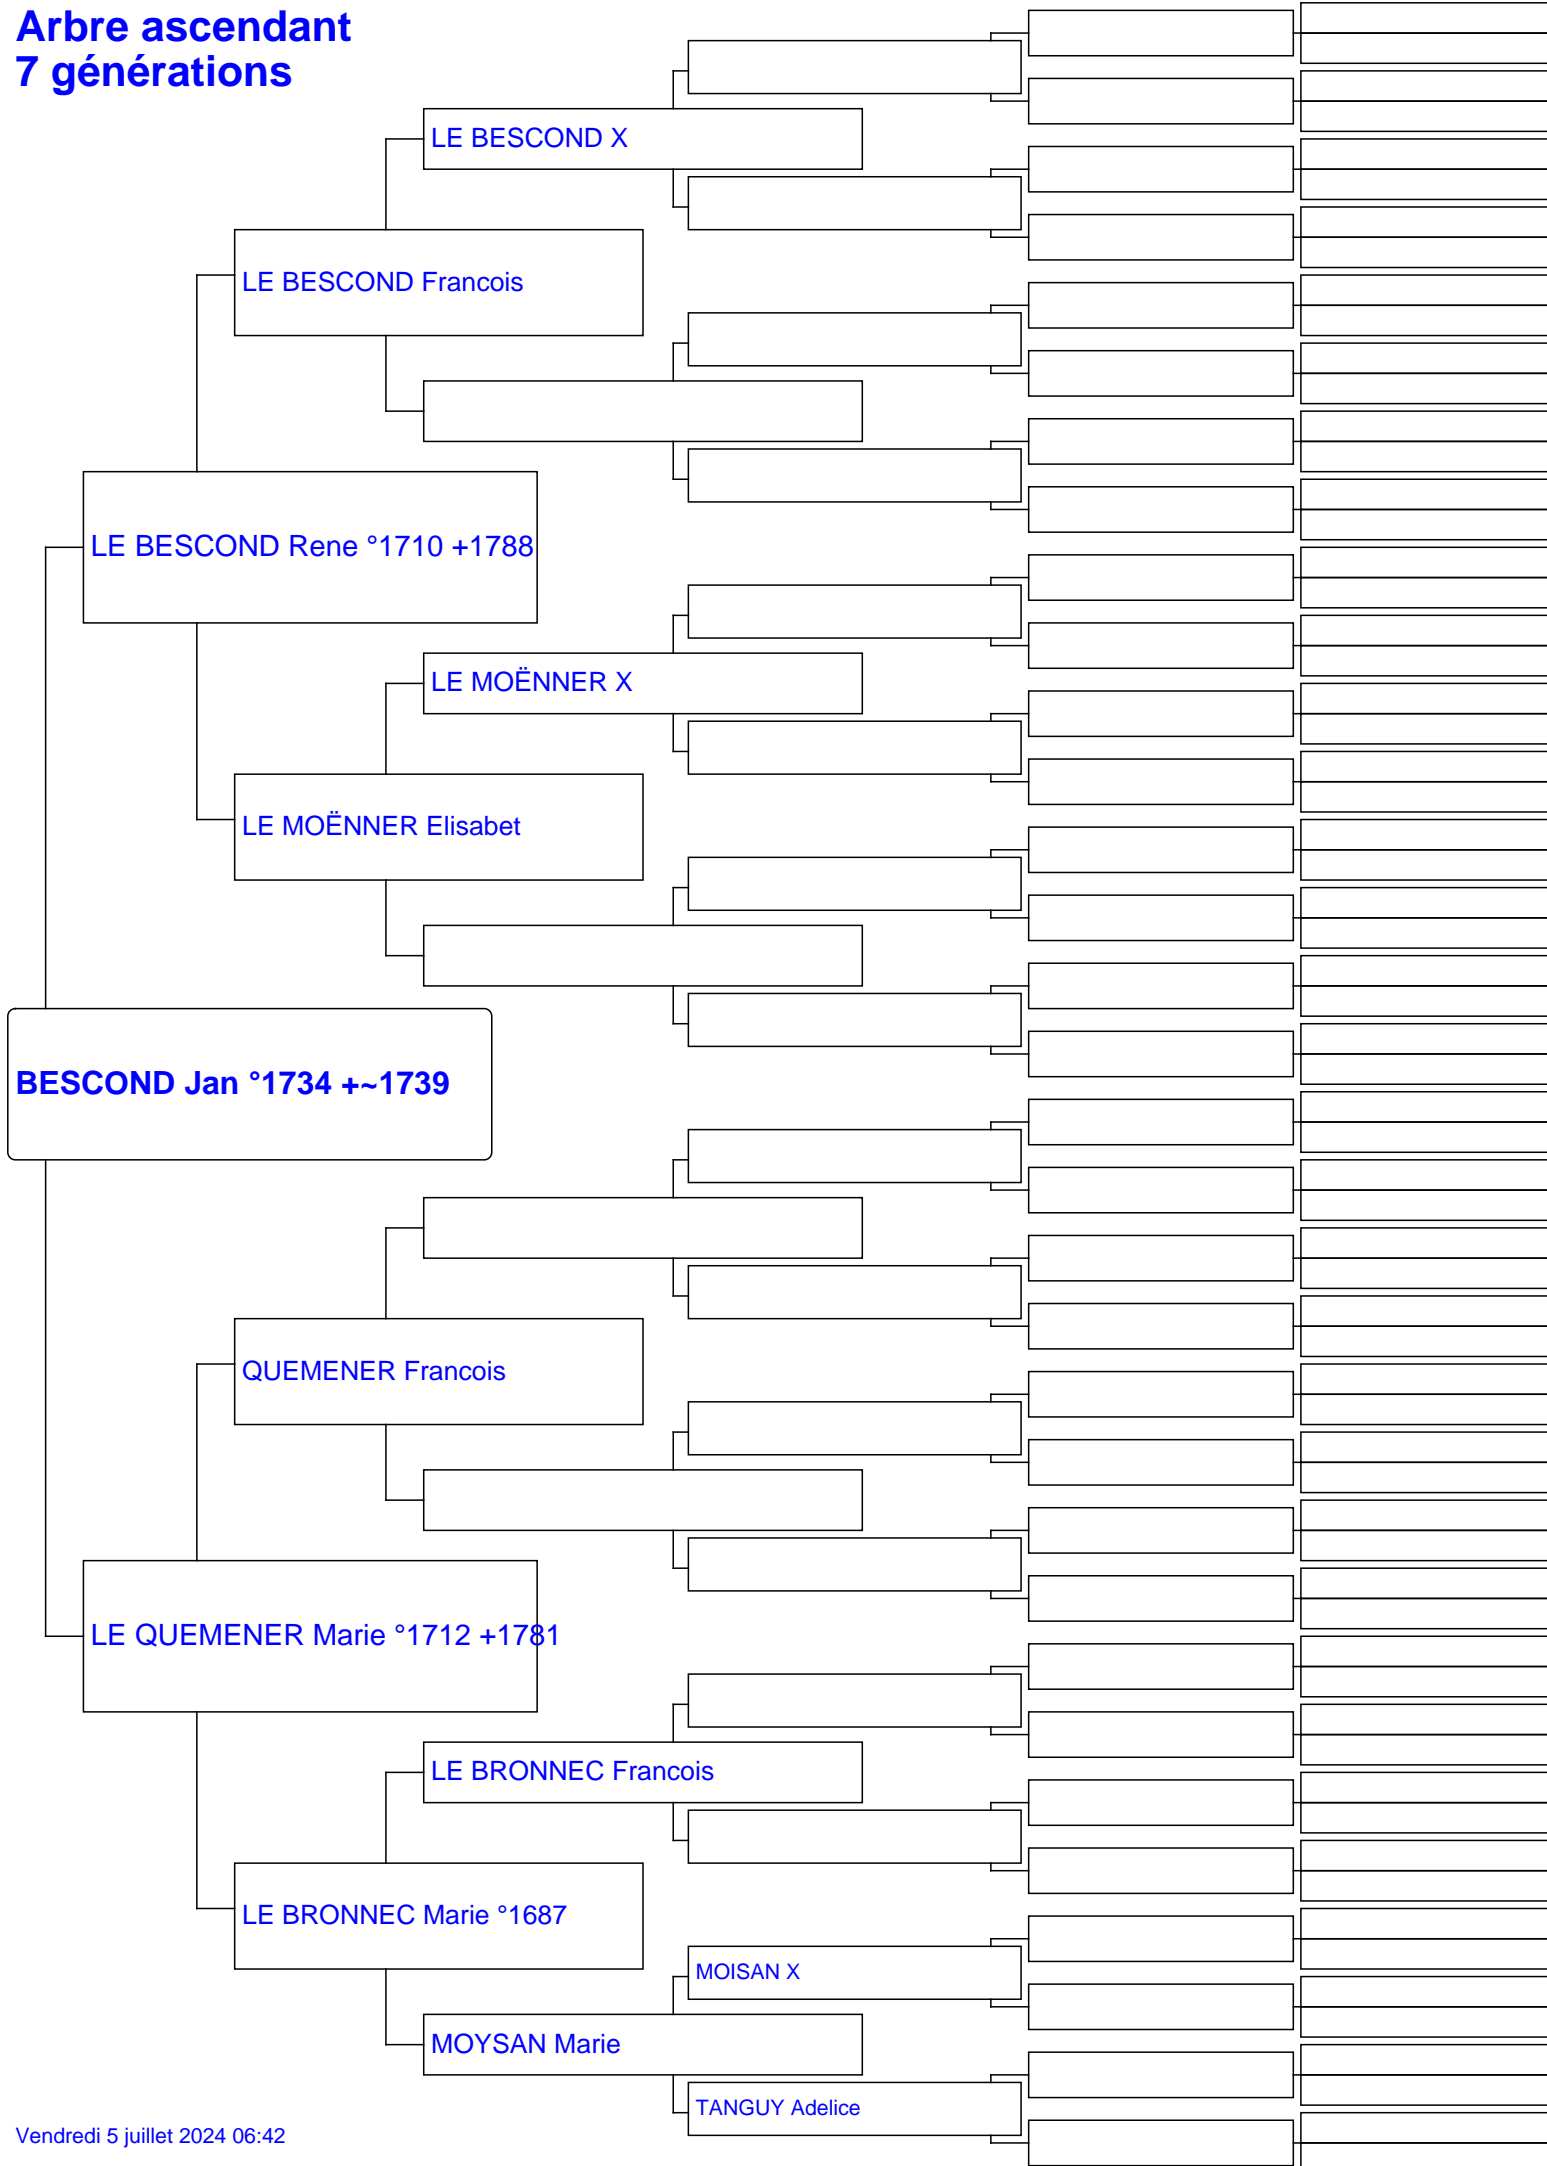 Arbre ascendant
7 générations
LE BESCOND X
LE BESCOND Francois
LE BESCOND Rene °1710 +1788
LE MOËNNER X
LE MOËNNER Elisabet
BESCOND Jan °1734 +~1739
QUEMENER Francois
LE QUEMENER Marie °1712 +1781
LE BRONNEC Francois
LE BRONNEC Marie °1687
MOISAN X
MOYSAN Marie
TANGUY Adelice
Vendredi 5 juillet 2024 06:42